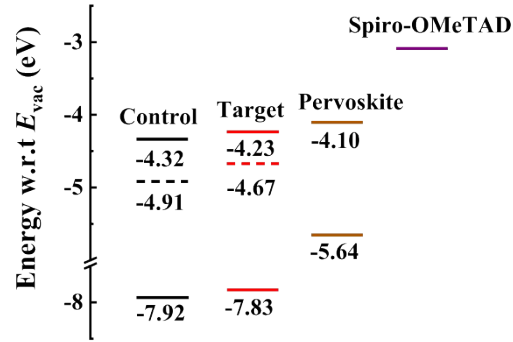 Energy w.r.t E_vac (eV)
-3
-4
-5
-8
Spiro-OMeTAD
Control
Target
Pervoskite
-4.32
-4.23
-4.10
-4.91
-4.67
-5.64
-7.92
-7.83